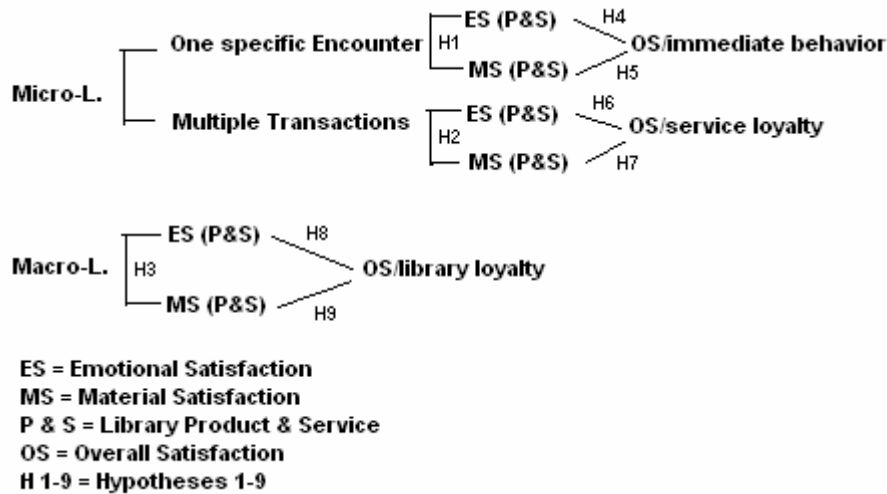 ES (P&S) H4
One specific Encounter H1 OS/immediate behavior
MS (P&S) H5
Micro-L.
ES (P&S) H6
Multiple Transactions H2 OS/service loyalty
MS (P&S) H7
ES (P&S) H8
Macro-L. H3 OS/library loyalty
MS (P&S) H9
ES = Emotional Satisfaction
MS = Material Satisfaction
P & S = Library Product & Service
OS = Overall Satisfaction
H 1-9 = Hypotheses 1-9